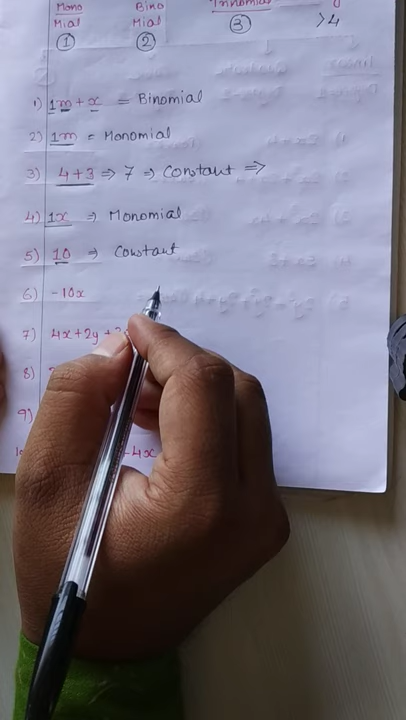 Mono Bino Trinomial
Mial Mial
1 2 3 >4
1) 1m + x = Binomial
2) 1m = Monomial
3) 4+3 ⇒ 7 ⇒ Constant ⇒
4) 1x ⇒ Monomial
5) 10 ⇒ Constant
6) -10x
7) 4x+2y+
8)
9)
-4x